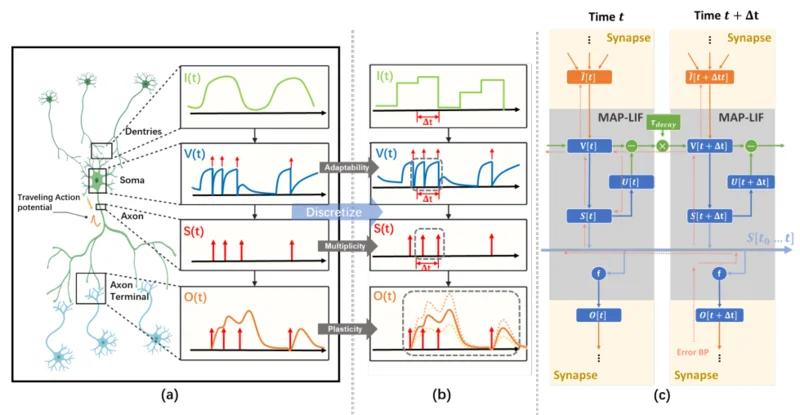 Time t
Time t + Δt
Synapse
Synapse
I(t)
I(t)
Ī[t]
Ī[t + Δt]
Δt
Dentries
MAP-LIF
MAP-LIF
τ_decay
V(t)
V(t)
V[t]
V[t + Δt]
Adaptability
Soma
Δt
U[t]
U[t + Δt]
Traveling Action
potential
Axon
Discretize
S[t]
S[t + Δt]
S(t)
S(t)
Multiplicity
Δt
S[t₀ ... t]
Axon
Terminal
O(t)
O(t)
f
f
Plasticity
O[t]
O[t + Δt]
Error BP
Synapse
Synapse
(a)
(b)
(c)